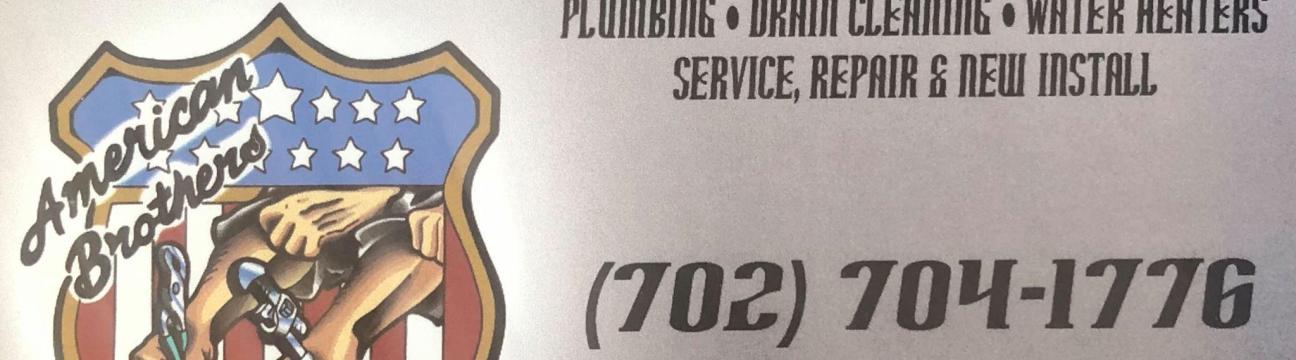 American
Brothers
PLUMBING • DRAIN CLEANING • WATER HEATERS
SERVICE, REPAIR & NEW INSTALL
(702) 704-1776